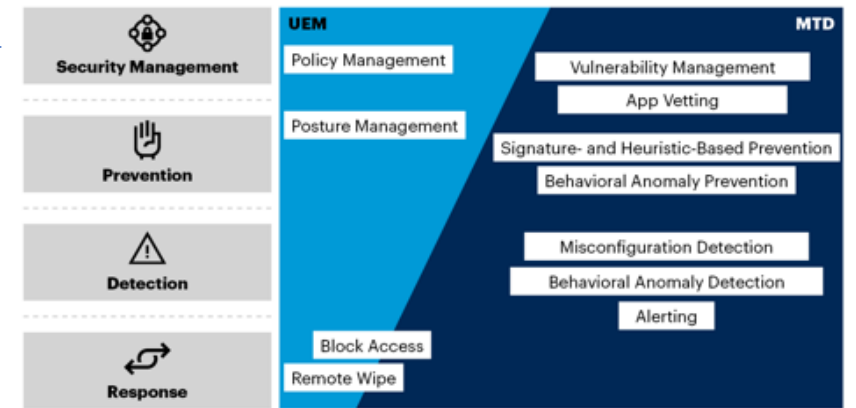 UEM
MTD
Security Management
Policy Management
Vulnerability Management
App Vetting
Posture Management
Prevention
Signature- and Heuristic-Based Prevention
Behavioral Anomaly Prevention
Detection
Misconfiguration Detection
Behavioral Anomaly Detection
Alerting
Block Access
Response
Remote Wipe